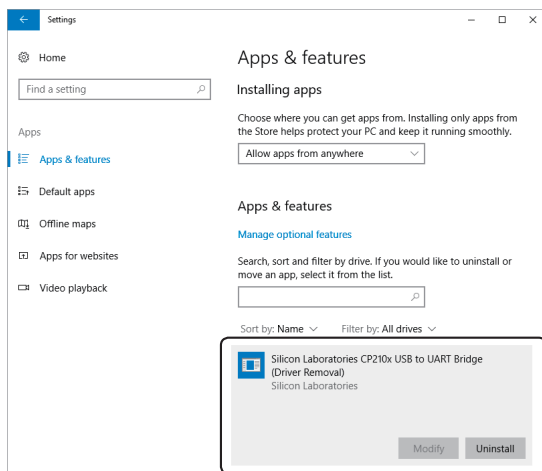 Settings
Home
Find a setting
Apps
Apps & features
Default apps
Offline maps
Apps for websites
Video playback
Apps & features
Installing apps
Choose where you can get apps from. Installing only apps from
the Store helps protect your PC and keep it running smoothly.
Allow apps from anywhere
Apps & features
Manage optional features
Search, sort and filter by drive. If you would like to uninstall or
move an app, select it from the list.
Sort by: Name Filter by: All drives
Silicon Laboratories CP210x USB to UART Bridge
(Driver Removal)
Silicon Laboratories
Modify Uninstall